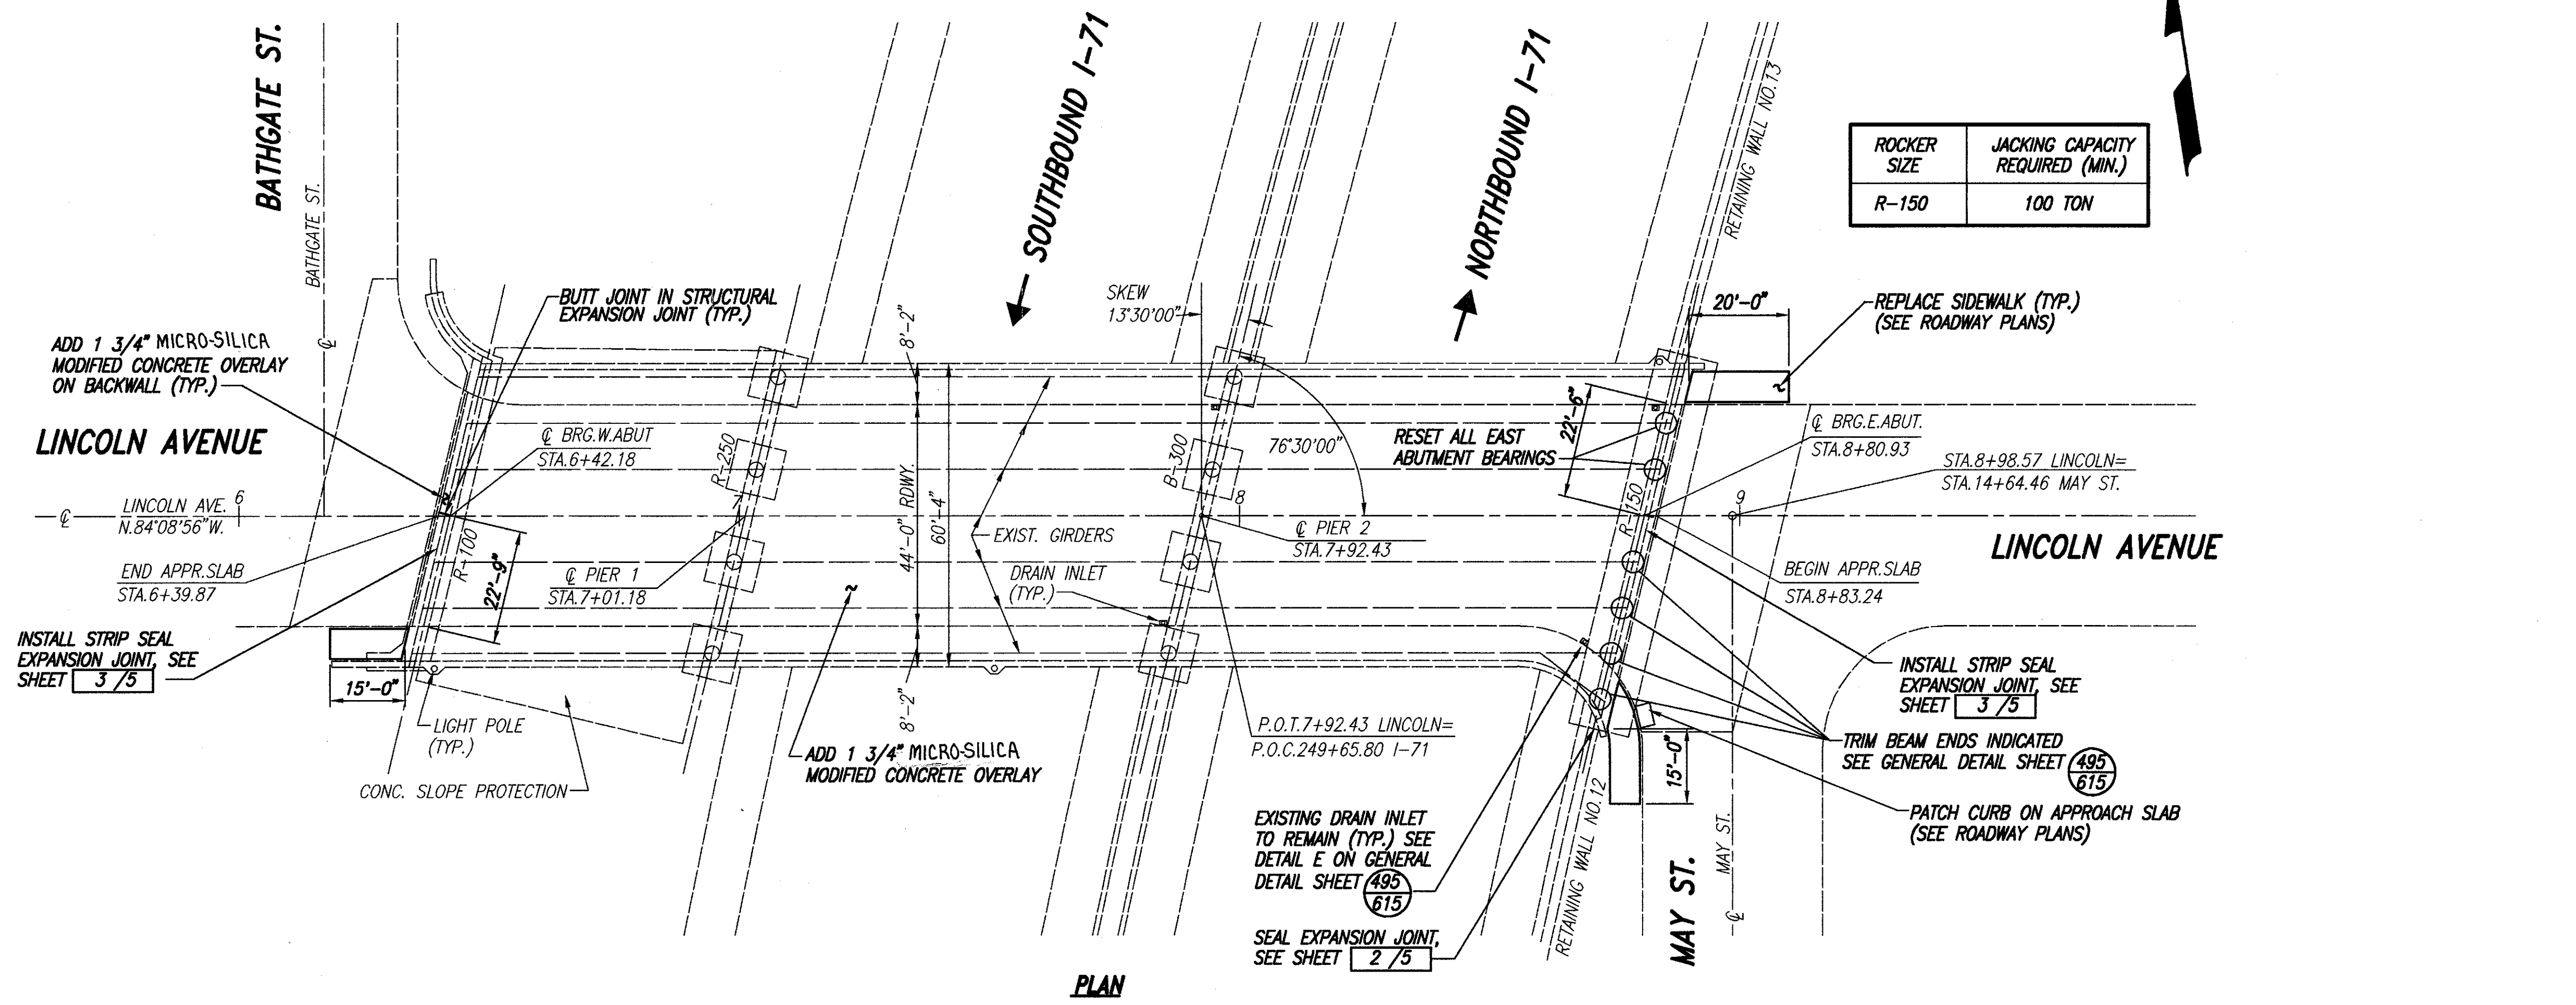 BATHGATE ST.
BATHGATE ST.
℄
SOUTHBOUND I-71
NORTHBOUND I-71
RETAINING WALL NO.13
ROCKER
SIZE
JACKING CAPACITY
REQUIRED (MIN.)
R-150
100 TON
BUTT JOINT IN STRUCTURAL
EXPANSION JOINT (TYP.)
ADD 1 3/4" MICRO-SILICA
MODIFIED CONCRETE OVERLAY
ON BACKWALL (TYP.)
SKEW
13°30'00"
8'-2"
20'-0"
REPLACE SIDEWALK (TYP.)
(SEE ROADWAY PLANS)
LINCOLN AVENUE
℄ BRG.W.ABUT
STA.6+42.18
R-250
7
44'-0" RDWY.
60'-4"
B-300
8
76°30'00"
RESET ALL EAST
ABUTMENT BEARINGS
22'-6"
R-150
℄ BRG.E.ABUT.
STA.8+80.93
STA.8+98.57 LINCOLN=
STA.14+64.46 MAY ST.
9
℄
LINCOLN AVE. 6
N.84°08'56"W.
END APPR.SLAB
STA.6+39.87
R-100
22'-9"
℄ PIER 1
STA.7+01.18
EXIST. GIRDERS
DRAIN INLET
(TYP.)
℄ PIER 2
STA.7+92.43
LINCOLN AVENUE
BEGIN APPR.SLAB
STA.8+83.24
INSTALL STRIP SEAL
EXPANSION JOINT, SEE
SHEET 3 /5
15'-0"
LIGHT POLE
(TYP.)
CONC. SLOPE PROTECTION
8'-2"
ADD 1 3/4" MICRO-SILICA
MODIFIED CONCRETE OVERLAY
P.O.T.7+92.43 LINCOLN=
P.O.C.249+65.80 I-71
INSTALL STRIP SEAL
EXPANSION JOINT, SEE
SHEET 3 /5
TRIM BEAM ENDS INDICATED
SEE GENERAL DETAIL SHEET 495
615
PATCH CURB ON APPROACH SLAB
(SEE ROADWAY PLANS)
15'-0"
EXISTING DRAIN INLET
TO REMAIN (TYP.) SEE
DETAIL E ON GENERAL
DETAIL SHEET 495
615
SEAL EXPANSION JOINT,
SEE SHEET 2 /5
RETAINING WALL NO.12
MAY ST.
MAY ST.
℄
PLAN